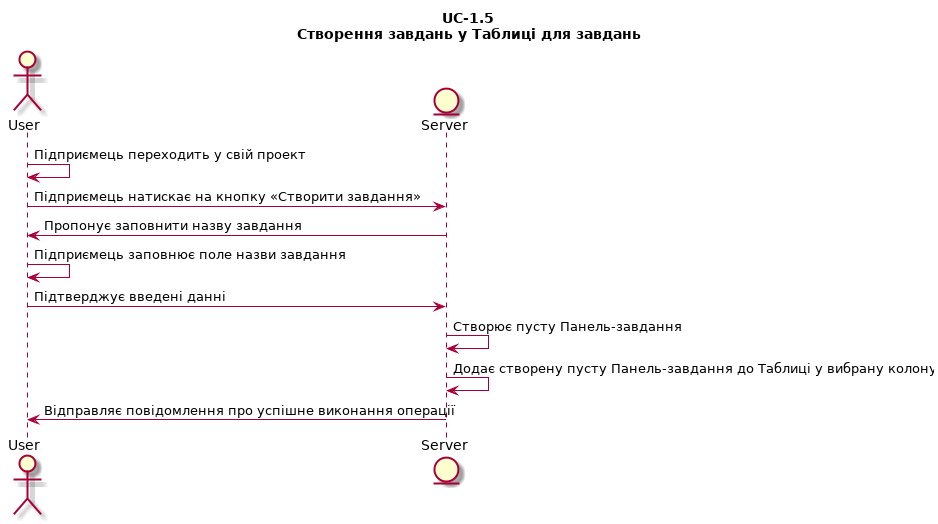 UC-1.5
Створення завдань у Таблиці для завдань
User
Server
Підприємець переходить у свій проект
Підприємець натискає на кнопку «Створити завдання»
Пропонує заповнити назву завдання
Підприємець заповнює поле назви завдання
Підтверджує введені данні
Створює пусту Панель-завдання
Додає створену пусту Панель-завдання до Таблиці у вибрану колону
Відправляє повідомлення про успішне виконання операції
User
Server